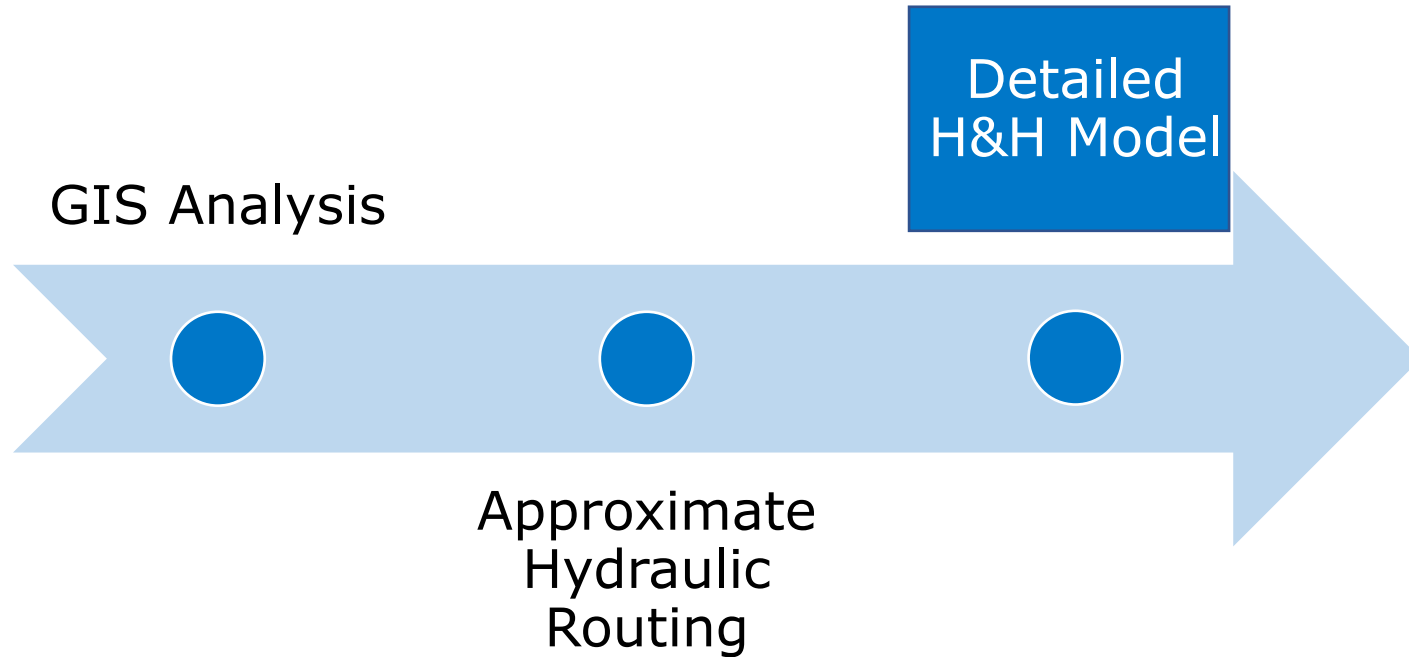 GIS Analysis
Approximate
Hydraulic
Routing
Detailed
H&H Model